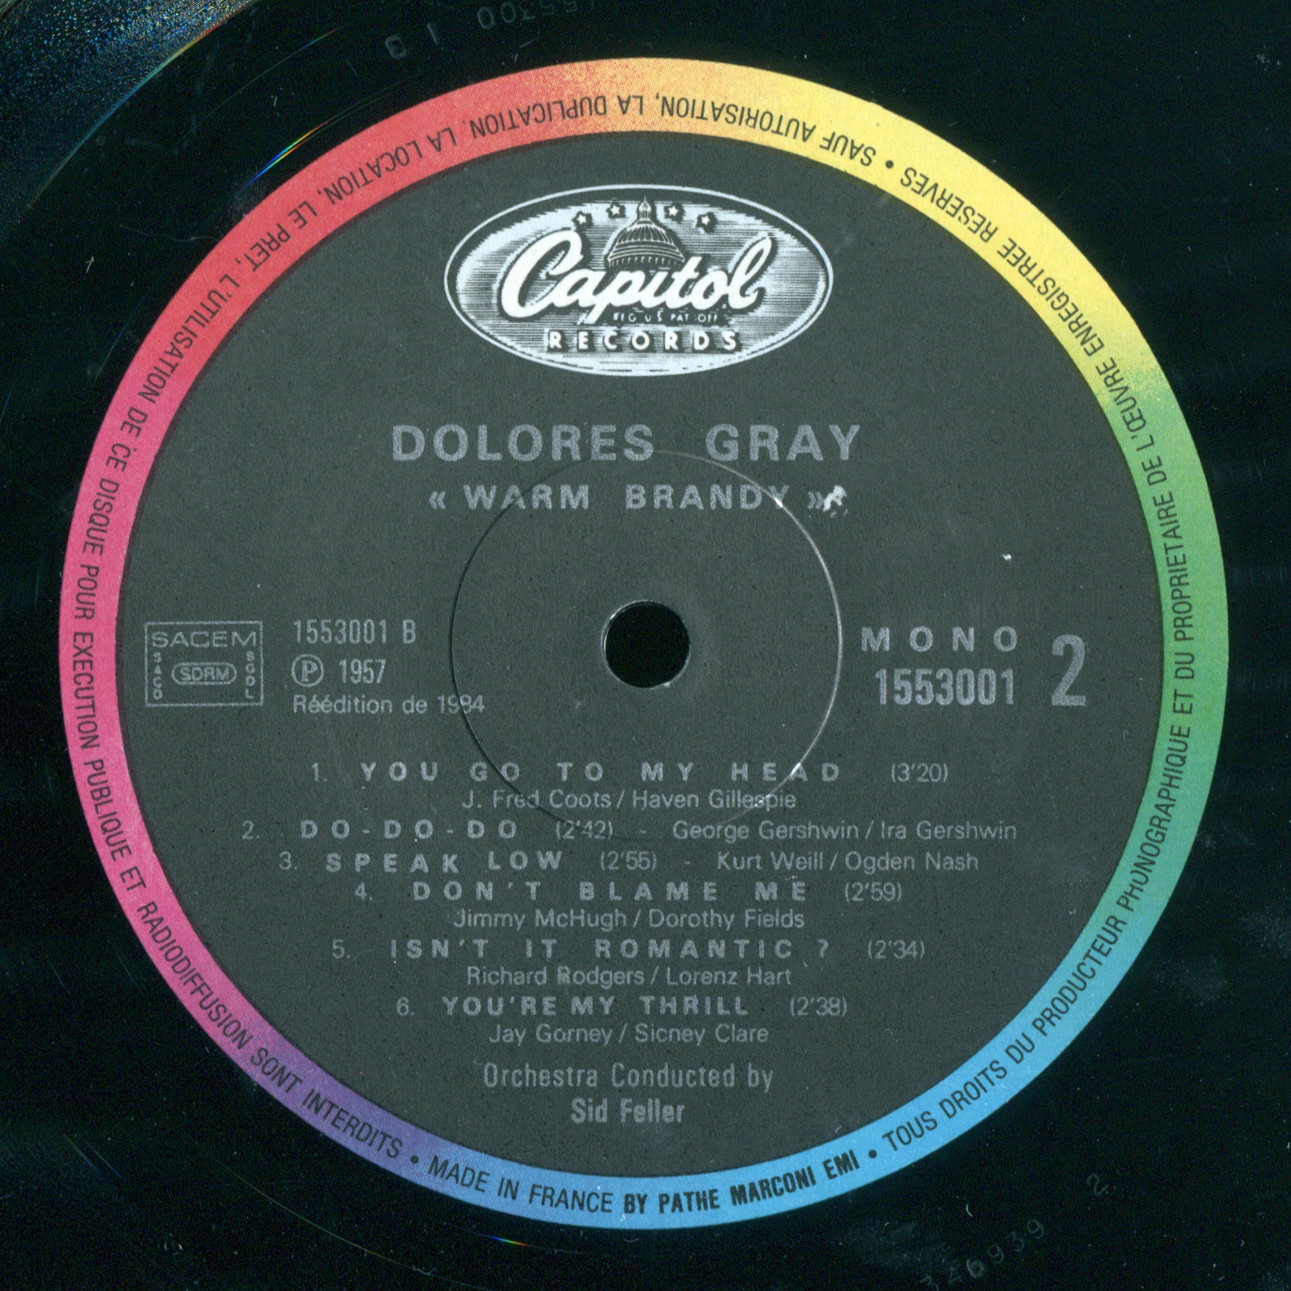 Capitol
REG. U.S. PAT. OFF.
RECORDS
DOLORES GRAY
« WARM BRANDY »
SACEM
SACD
SDRM
SGDL
1553001 B
Ⓟ 1957
Réédition de 1984
MONO
1553001
2
1. YOU GO TO MY HEAD (3'20)
J. Fred Coots / Haven Gillespie
2. DO-DO-DO (2'42) - George Gershwin / Ira Gershwin
3. SPEAK LOW (2'55) - Kurt Weill / Ogden Nash
4. DON'T BLAME ME (2'59)
Jimmy McHugh / Dorothy Fields
5. ISN'T IT ROMANTIC ? (2'34)
Richard Rodgers / Lorenz Hart
6. YOU'RE MY THRILL (2'38)
Jay Gorney / Sicney Clare
Orchestra Conducted by
Sid Feller
TOUS DROITS DU PRODUCTEUR PHONOGRAPHIQUE ET DU PROPRIETAIRE DE L'ŒUVRE ENREGISTREE RESERVES • SAUF AUTORISATION, LA DUPLICATION, LA LOCATION, LE PRET, L'UTILISATION DE CE DISQUE POUR EXECUTION PUBLIQUE ET RADIODIFFUSION SONT INTERDITS • MADE IN FRANCE BY PATHE MARCONI EMI •
346939 2